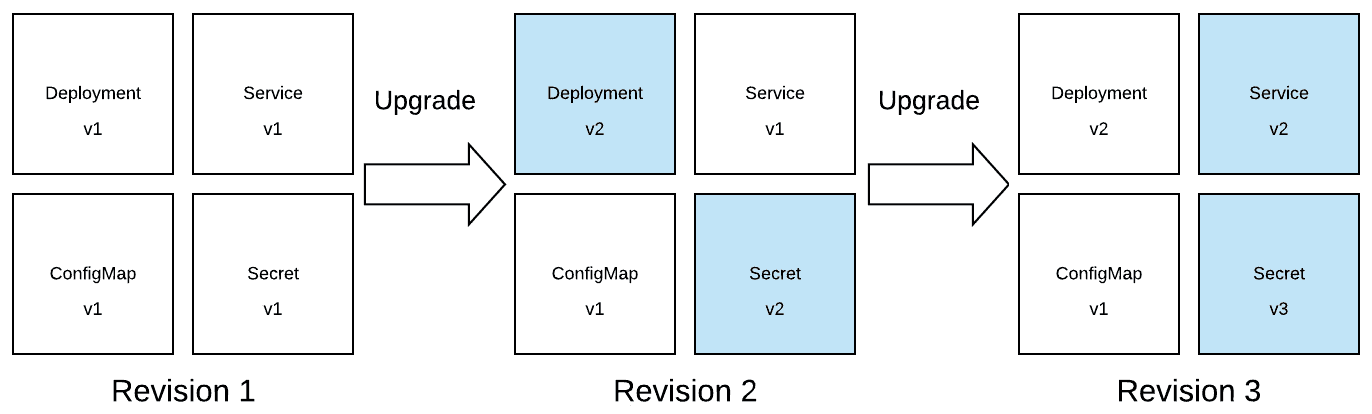 Deployment
v1
Service
v1
ConfigMap
v1
Secret
v1
Revision 1
Upgrade
Deployment
v2
Service
v1
ConfigMap
v1
Secret
v2
Revision 2
Upgrade
Deployment
v2
Service
v2
ConfigMap
v1
Secret
v3
Revision 3